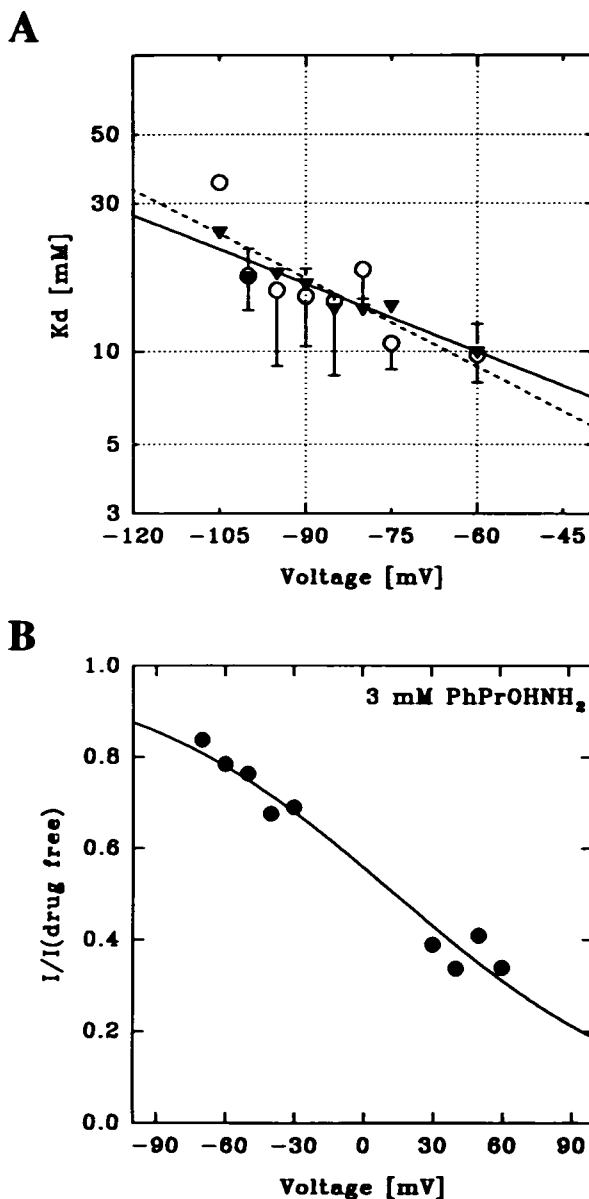 A
50
30
10
5
3
Kd [mM]
−120 −105 −90 −75 −60 −45
Voltage [mV]
B
1.0
0.8
0.6
0.4
0.2
0.0
I/I(drug free)
3 mM PhPrOHNH₂
−90 −60 −30 0 30 60 90
Voltage [mV]